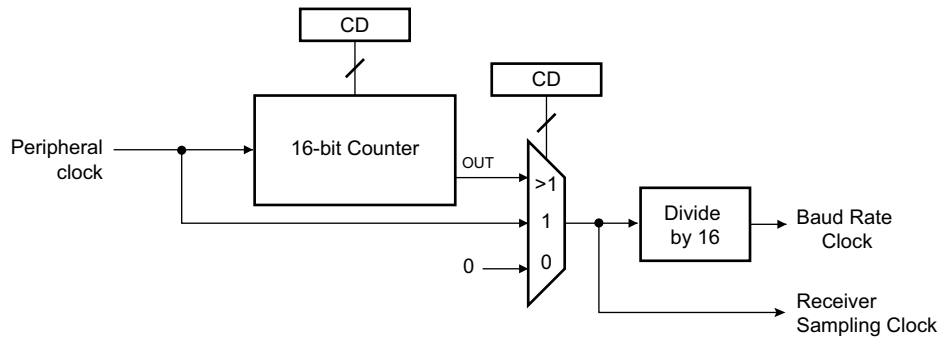 CD
CD
Peripheral
clock
16-bit Counter
OUT
>1
1
0
0
Divide
by 16
Baud Rate
Clock
Receiver
Sampling Clock